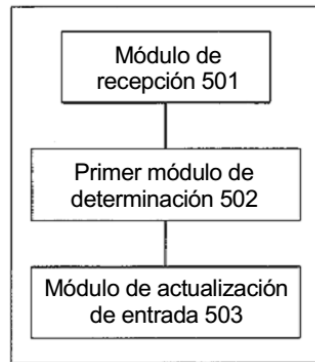 Módulo de
recepción 501
Primer módulo de
determinación 502
Módulo de actualización
de entrada 503